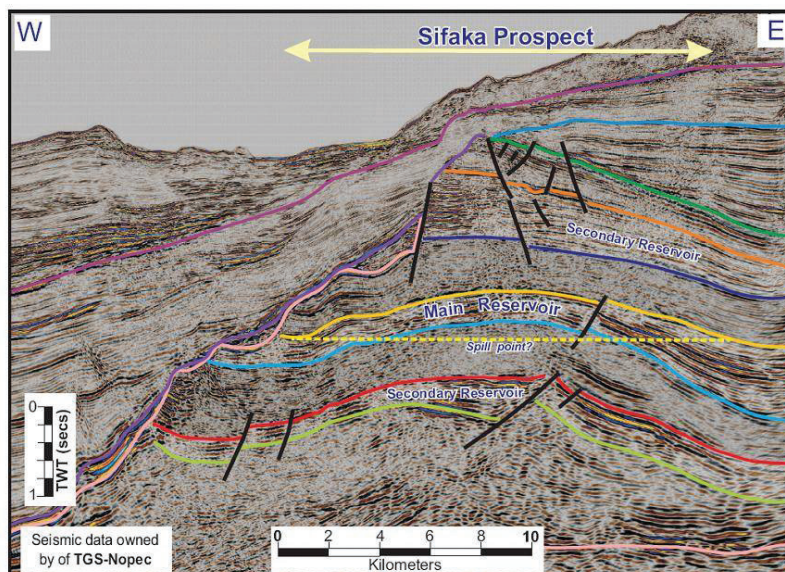 W
Sifaka Prospect
E
Secondary Reservoir
Main Reservoir
Spill point?
Secondary Reservoir
0
1
TWT (secs)
Seismic data owned
by of TGS-Nopec
0 2 4 6 8 10
Kilometers